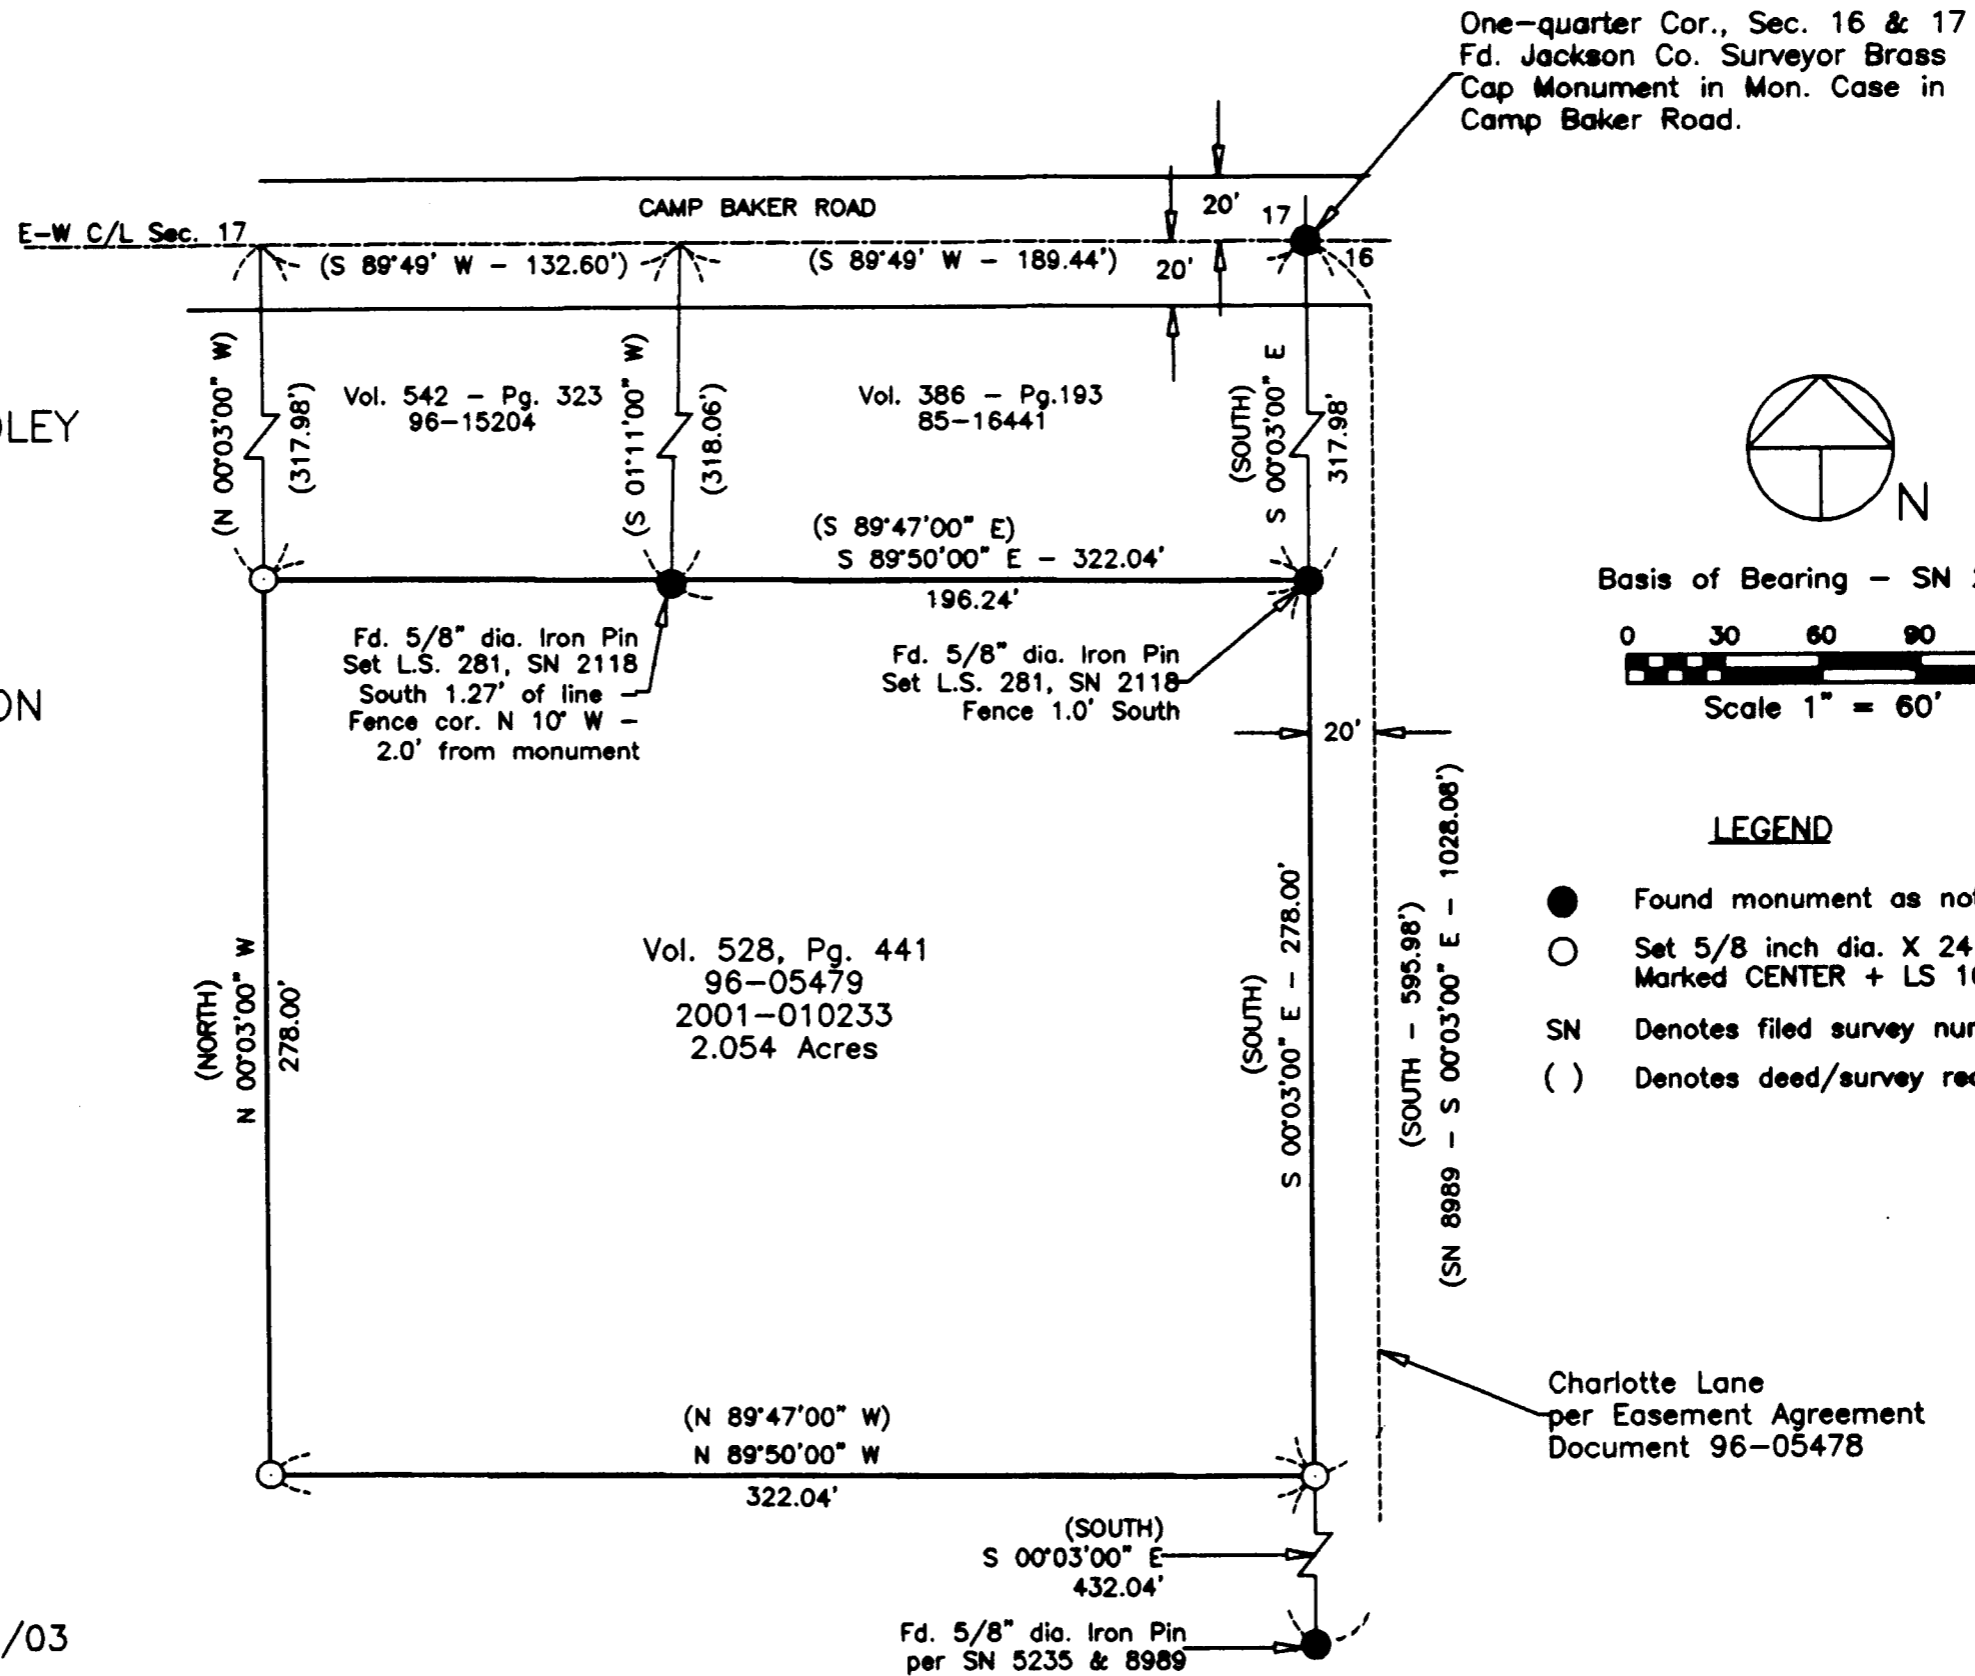 One-quarter Cor., Sec. 16 & 17
Fd. Jackson Co. Surveyor Brass
Cap Monument in Mon. Case in
Camp Baker Road.
CAMP BAKER ROAD
20'
17
E-W C/L Sec. 17
(S 89°49' W - 132.60')
(S 89°49' W - 189.44')
20'
16
(N 00°03'00" W)
(317.98')
Vol. 542 - Pg. 323
96-15204
(S 01°11'00" W)
(318.06')
Vol. 386 - Pg.193
85-16441
(SOUTH)
S 00°03'00" E
317.98'
OLEY
N
(S 89°47'00" E)
S 89°50'00" E - 322.04'
196.24'
Basis of Bearing - SN
0 30 60 90
Scale 1" = 60'
Fd. 5/8" dia. Iron Pin
Set L.S. 281, SN 2118
South 1.27' of line -
Fence cor. N 10° W -
2.0' from monument
Fd. 5/8" dia. Iron Pin
Set L.S. 281, SN 2118
Fence 1.0' South
ON
20'
LEGEND
Found monument as not
Set 5/8 inch dia. X 24
Marked CENTER + LS 10
SN Denotes filed survey nur
( ) Denotes deed/survey rec
(NORTH)
N 00°03'00" W
278.00'
Vol. 528, Pg. 441
96-05479
2001-010233
2.054 Acres
(SOUTH)
S 00°03'00" E - 278.00'
(SOUTH - 595.98')
(SN 8989 - S 00°03'00" E - 1028.08')
Charlotte Lane
per Easement Agreement
Document 96-05478
(N 89°47'00" W)
N 89°50'00" W
322.04'
(SOUTH)
S 00°03'00" E
432.04'
Fd. 5/8" dia. Iron Pin
per SN 5235 & 8989
/03